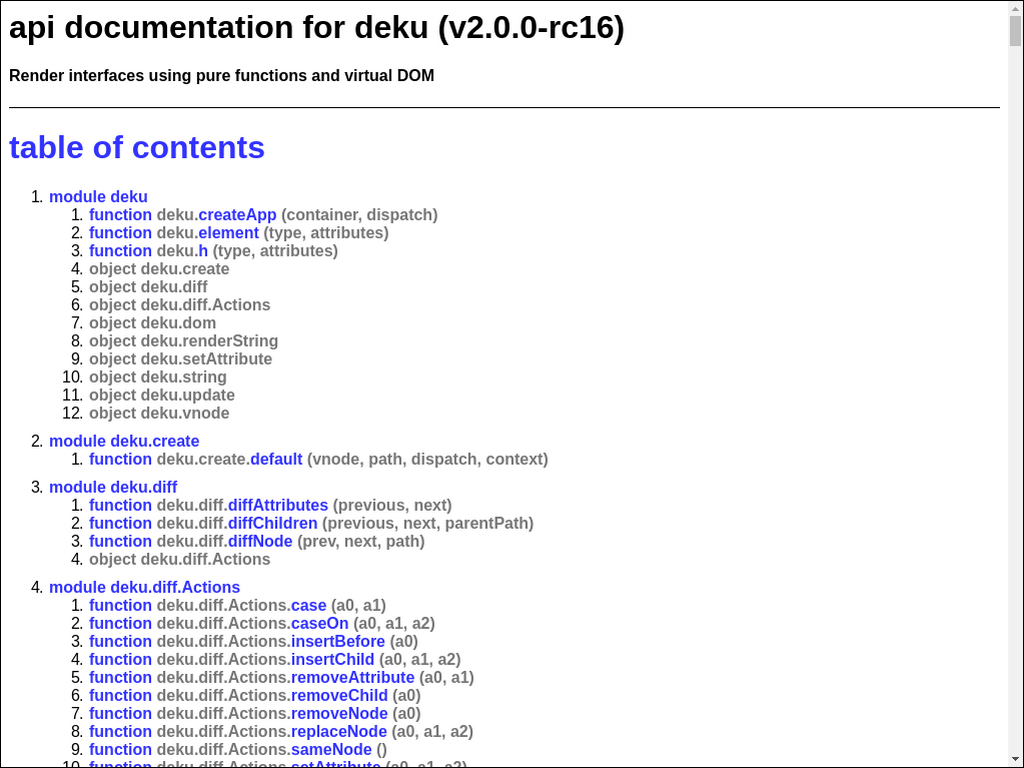 api documentation for deku (v2.0.0-rc16)
Render interfaces using pure functions and virtual DOM
table of contents
1. module deku
1. function deku.createApp (container, dispatch)
2. function deku.element (type, attributes)
3. function deku.h (type, attributes)
4. object deku.create
5. object deku.diff
6. object deku.diff.Actions
7. object deku.dom
8. object deku.renderString
9. object deku.setAttribute
10. object deku.string
11. object deku.update
12. object deku.vnode
2. module deku.create
1. function deku.create.default (vnode, path, dispatch, context)
3. module deku.diff
1. function deku.diff.diffAttributes (previous, next)
2. function deku.diff.diffChildren (previous, next, parentPath)
3. function deku.diff.diffNode (prev, next, path)
4. object deku.diff.Actions
4. module deku.diff.Actions
1. function deku.diff.Actions.case (a0, a1)
2. function deku.diff.Actions.caseOn (a0, a1, a2)
3. function deku.diff.Actions.insertBefore (a0)
4. function deku.diff.Actions.insertChild (a0, a1, a2)
5. function deku.diff.Actions.removeAttribute (a0, a1)
6. function deku.diff.Actions.removeChild (a0)
7. function deku.diff.Actions.removeNode (a0)
8. function deku.diff.Actions.replaceNode (a0, a1, a2)
9. function deku.diff.Actions.sameNode ()
10. function deku.diff.Actions.setAttribute (a0, a1, a2)